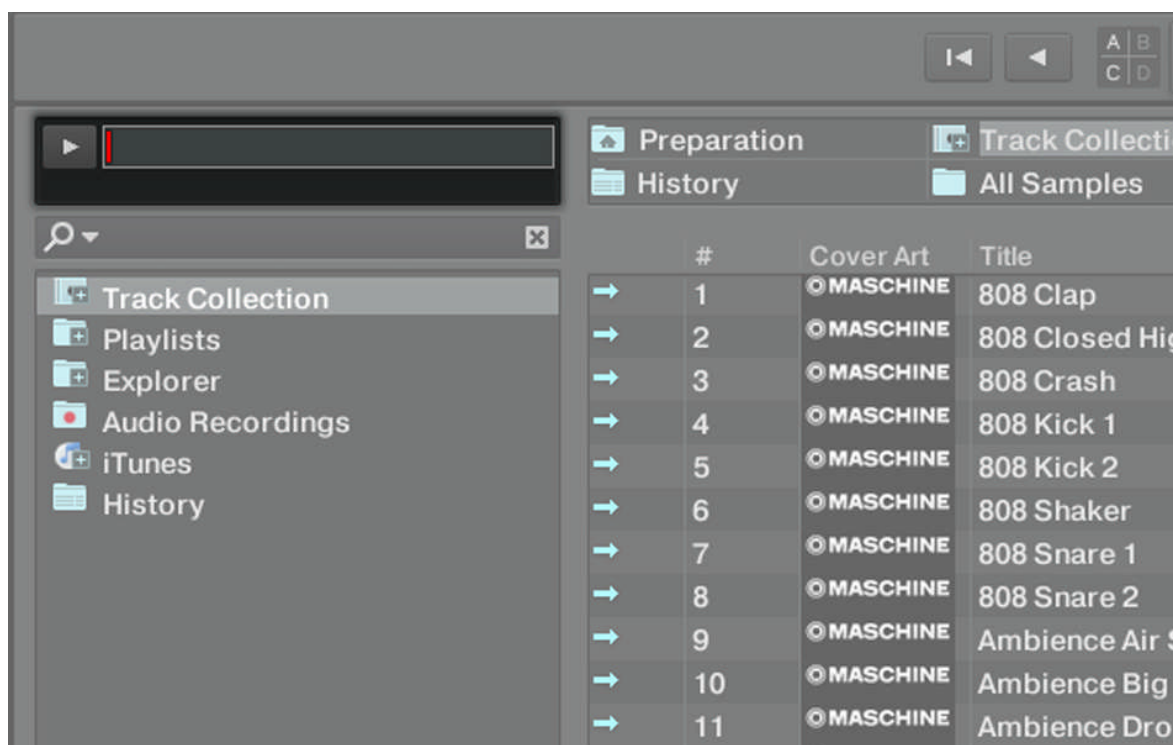 A B
C D
Preparation Track Collecti
History All Samples
Track Collection
Playlists
Explorer
Audio Recordings
iTunes
History
# Cover Art Title
1 MASCHINE 808 Clap
2 MASCHINE 808 Closed Hig
3 MASCHINE 808 Crash
4 MASCHINE 808 Kick 1
5 MASCHINE 808 Kick 2
6 MASCHINE 808 Shaker
7 MASCHINE 808 Snare 1
8 MASCHINE 808 Snare 2
9 MASCHINE Ambience Air
10 MASCHINE Ambience Big
11 MASCHINE Ambience Dro